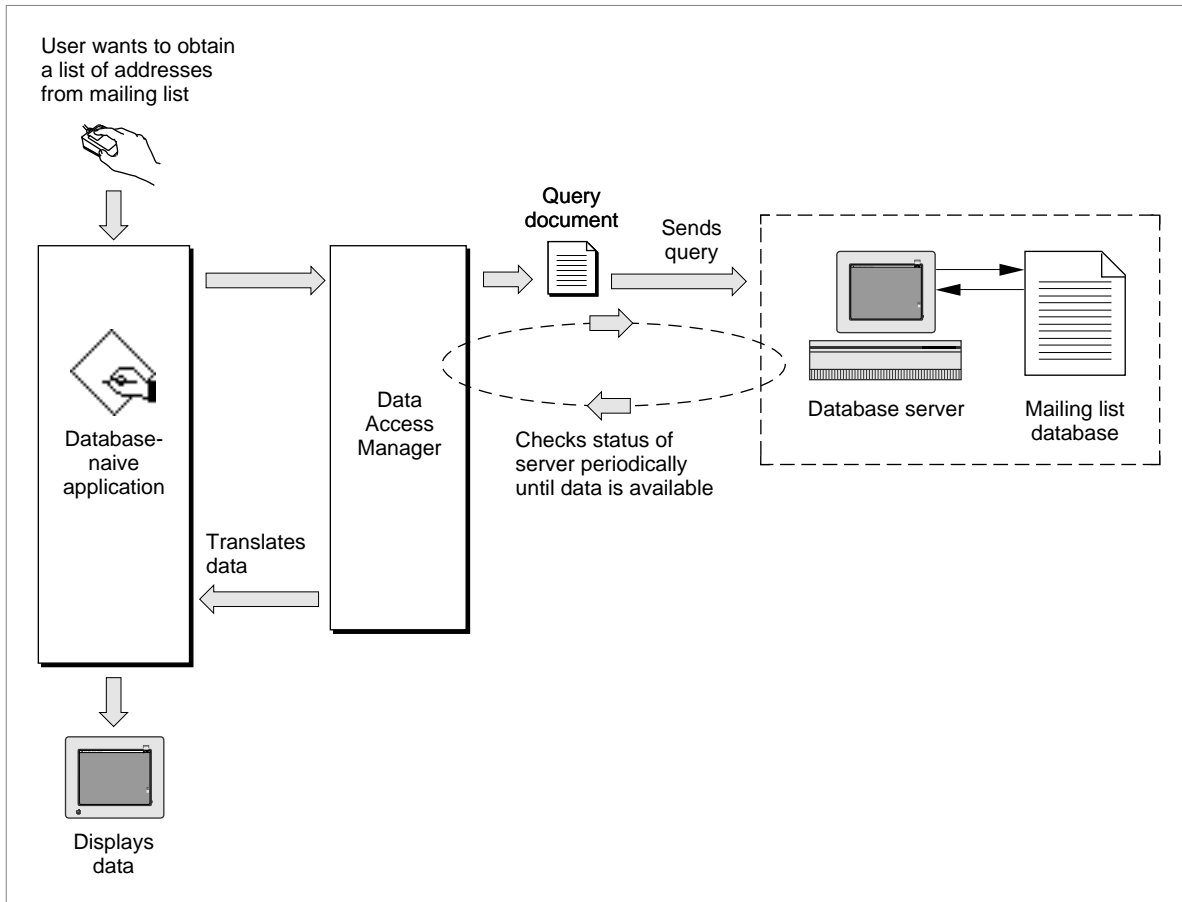 User wants to obtain
a list of addresses
from mailing list
Query
document
Sends
query
Database-
naive
application
Data
Access
Manager
Database server
Mailing list
database
Checks status of
server periodically
until data is available
Translates
data
Displays
data